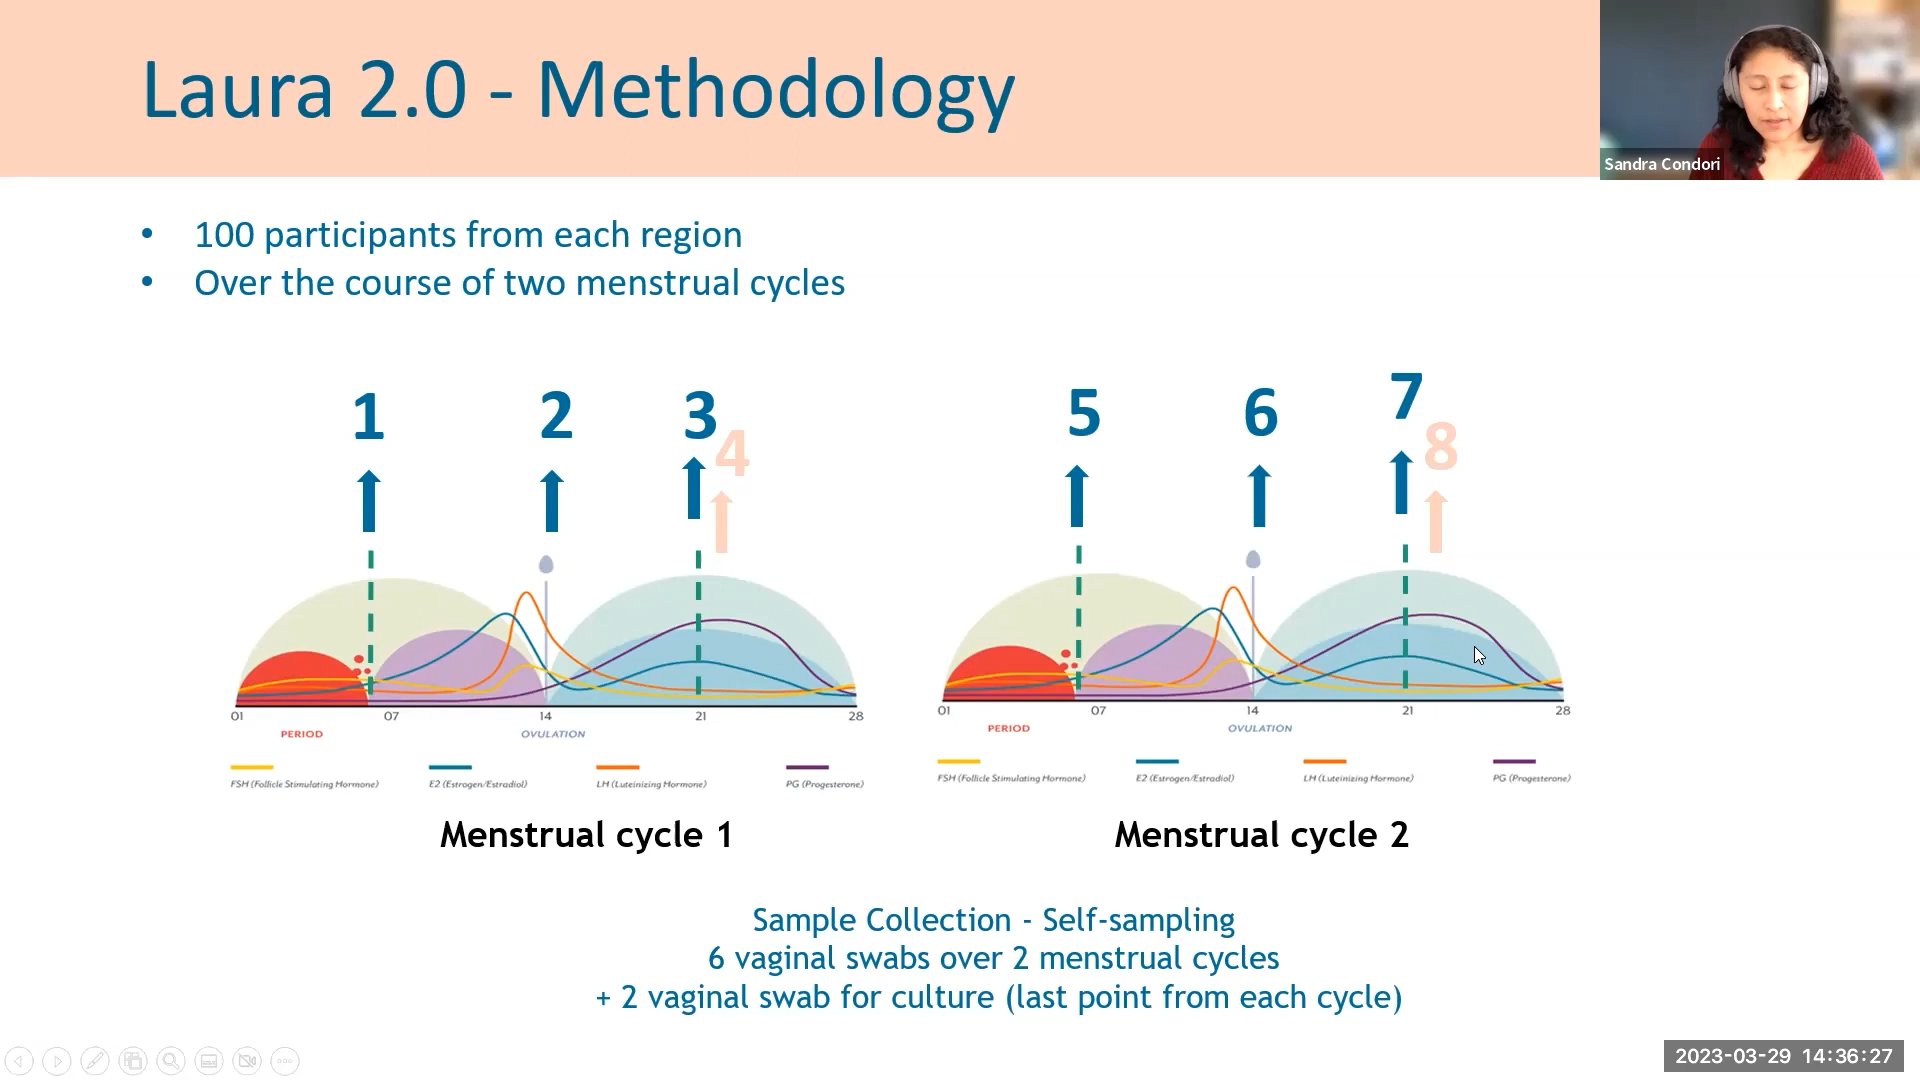 Laura 2.0 - Methodology
Sandra Condori
• 100 participants from each region
• Over the course of two menstrual cycles
1 2 3 4
5 6 7 8
01 07 14 21 28
PERIOD OVULATION
FSH (Follicle Stimulating Hormone) E2 (Estrogen/Estradiol) LH (Luteinizing Hormone) PG (Progesterone)
Menstrual cycle 1
01 07 14 21 28
PERIOD OVULATION
FSH (Follicle Stimulating Hormone) E2 (Estrogen/Estradiol) LH (Luteinizing Hormone) PG (Progesterone)
Menstrual cycle 2
Sample Collection - Self-sampling
6 vaginal swabs over 2 menstrual cycles
+ 2 vaginal swab for culture (last point from each cycle)
2023-03-29 14:36:27